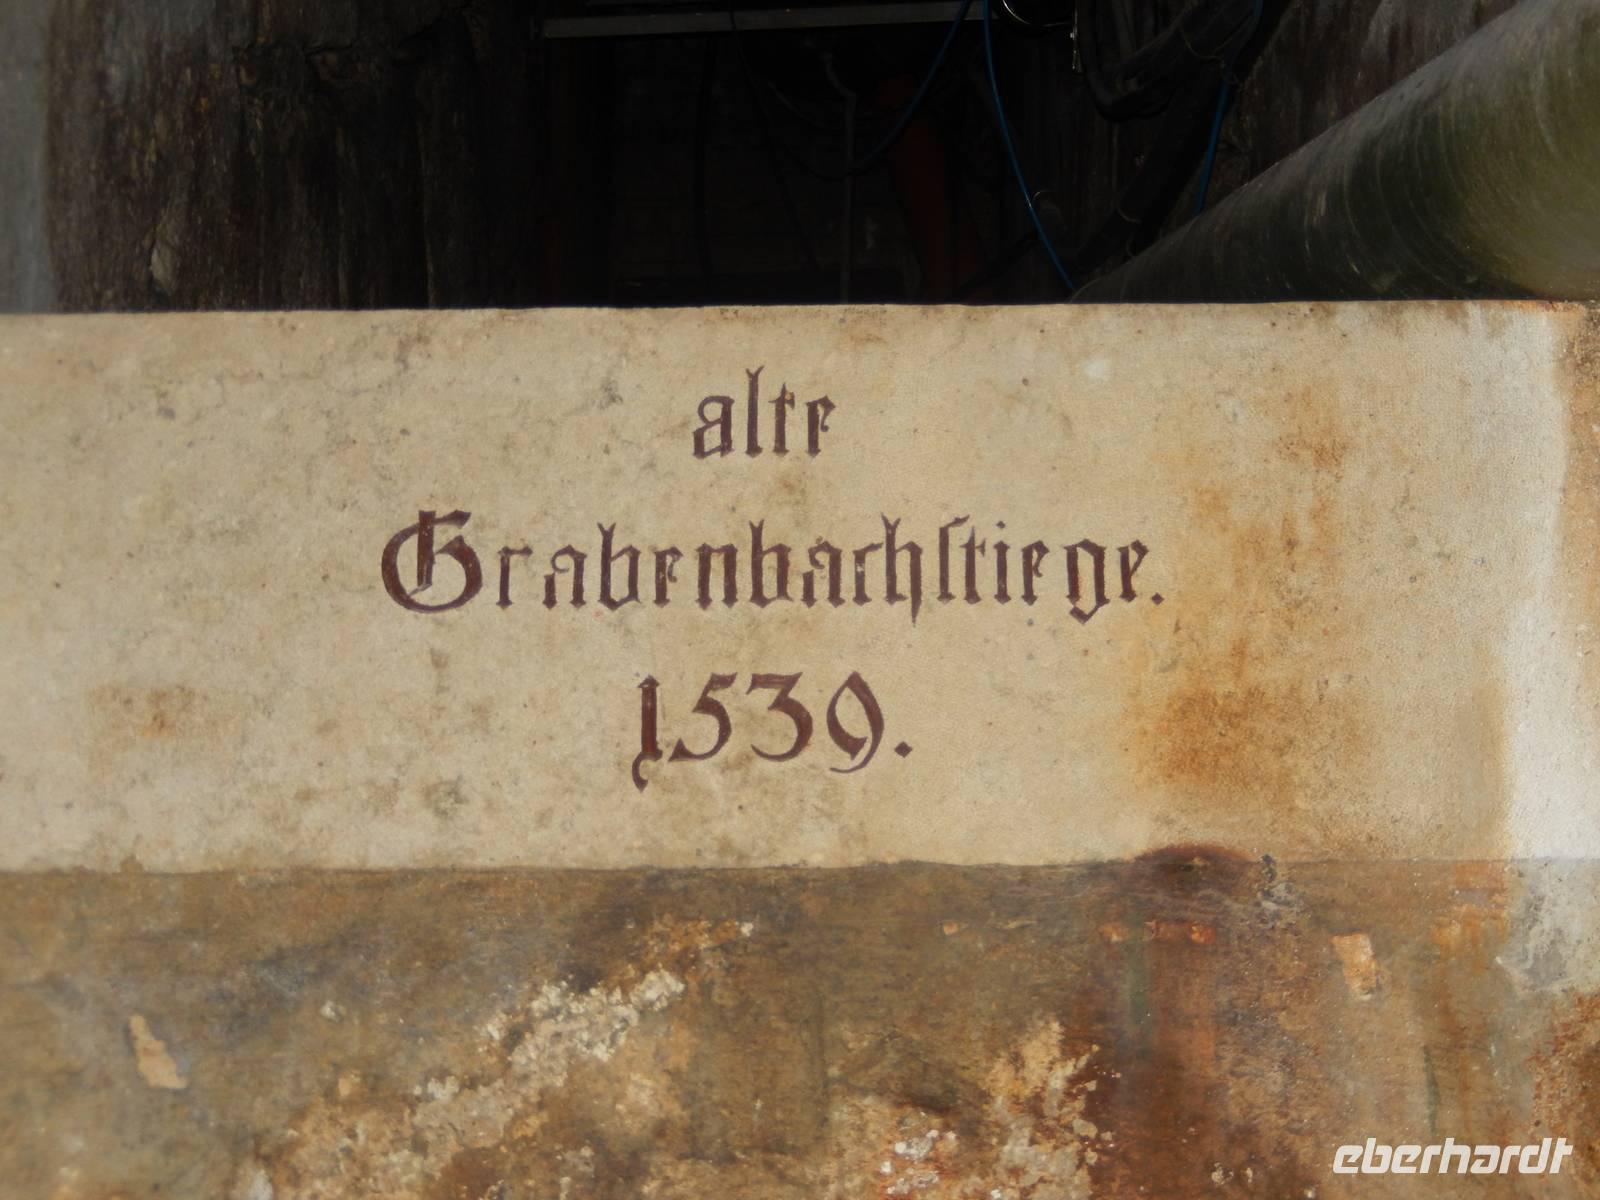 alte
Grabenbachſtiege.
1539.
eberhardt